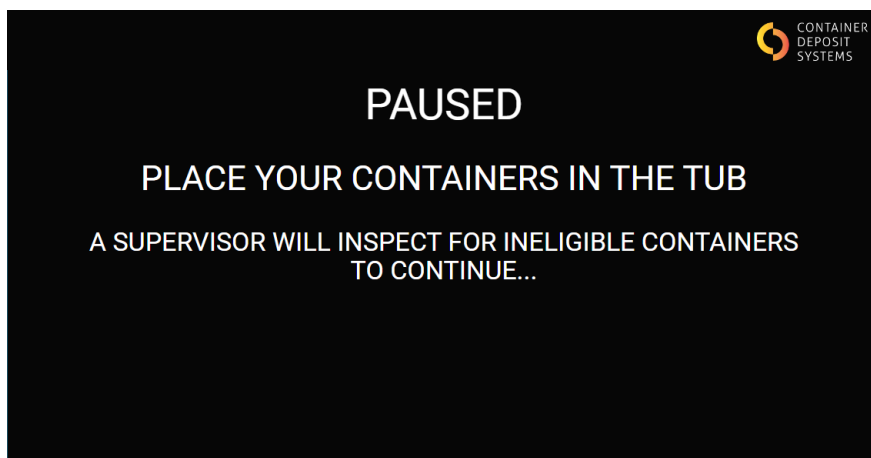 CONTAINER
DEPOSIT
SYSTEMS
PAUSED
PLACE YOUR CONTAINERS IN THE TUB
A SUPERVISOR WILL INSPECT FOR INELIGIBLE CONTAINERS
TO CONTINUE...